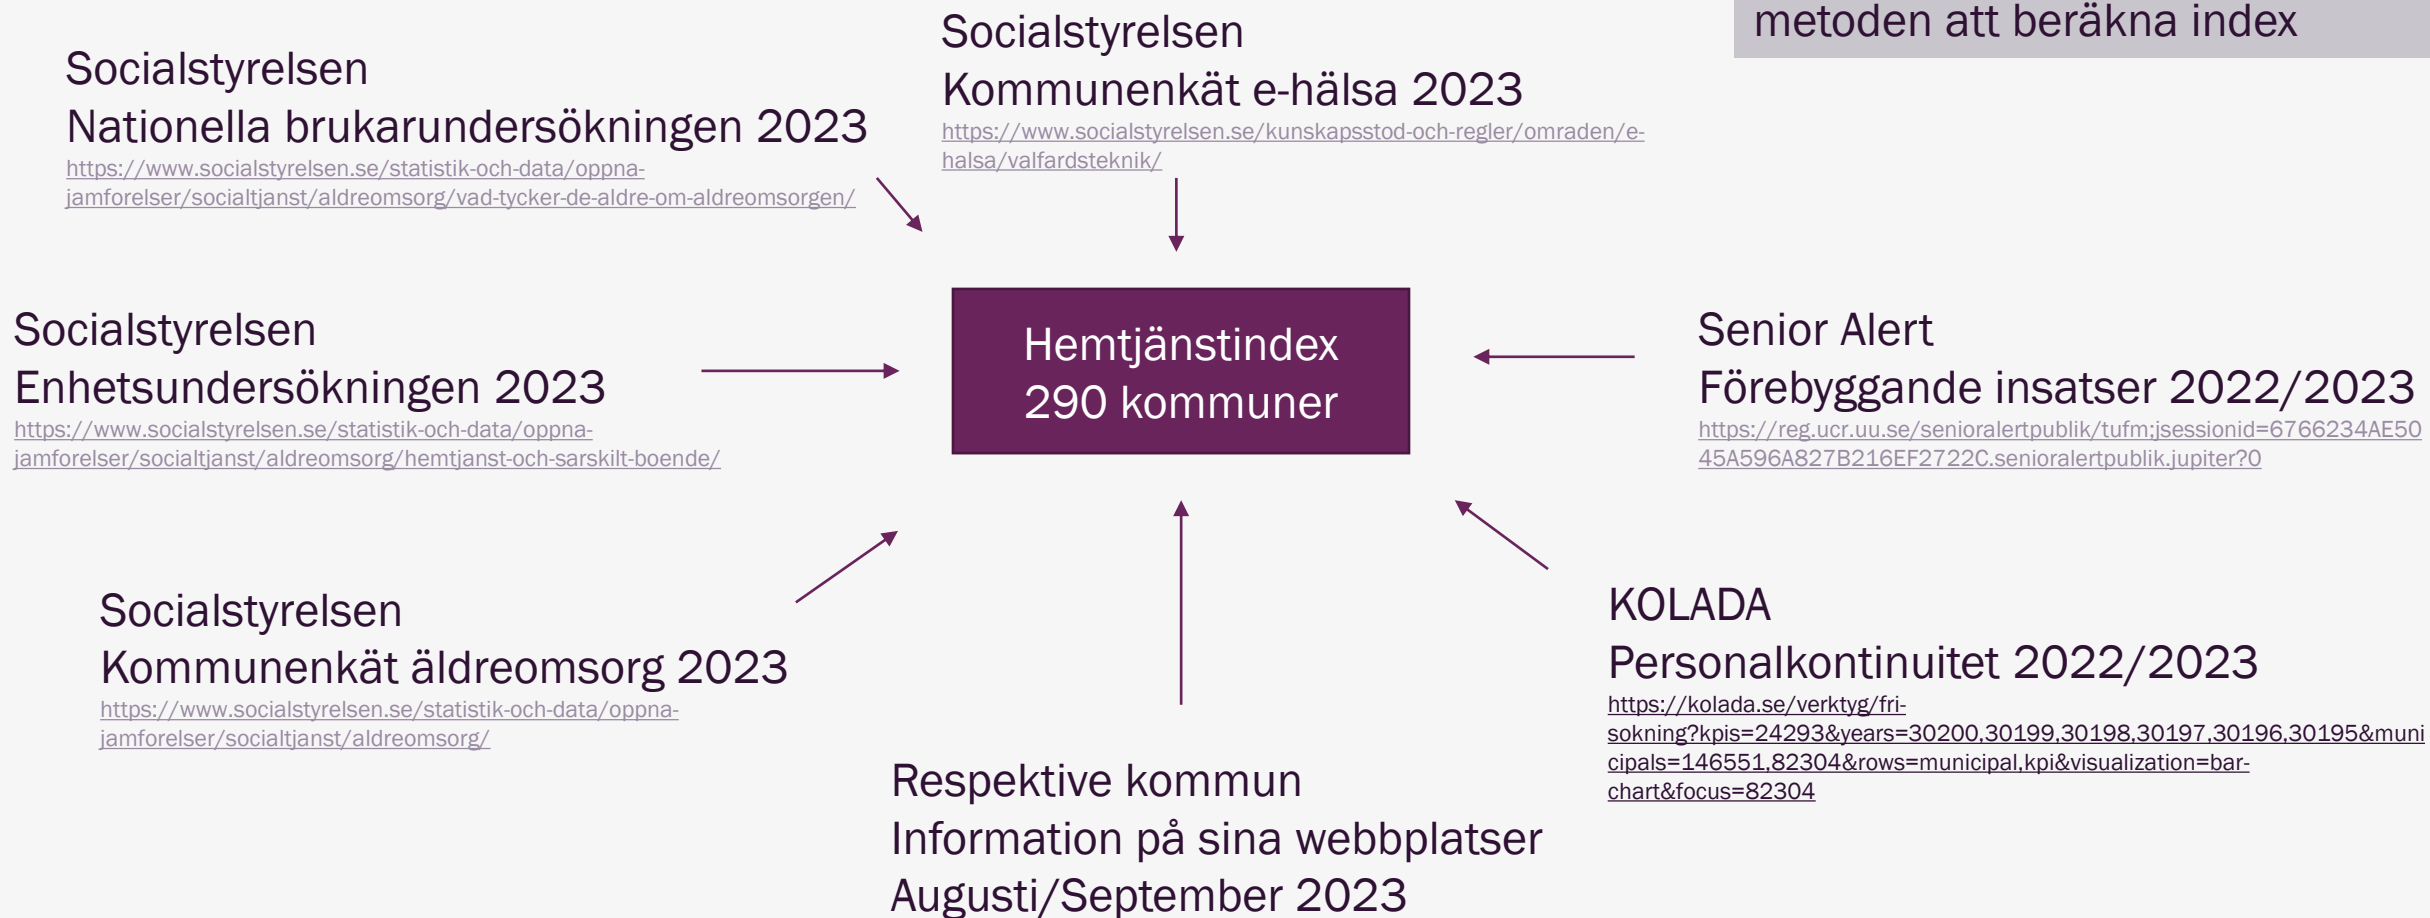 metoden att beräkna index
Socialstyrelsen
Nationella brukarundersökningen 2023
https://www.socialstyrelsen.se/statistik-och-data/oppna-
jamforelser/socialtjanst/aldreomsorg/vad-tycker-de-aldre-om-aldreomsorgen/
Socialstyrelsen
Kommunenkät e-hälsa 2023
https://www.socialstyrelsen.se/kunskapsstod-och-regler/omraden/e-
halsa/valfardsteknik/
Socialstyrelsen
Enhetsundersökningen 2023
https://www.socialstyrelsen.se/statistik-och-data/oppna-
jamforelser/socialtjanst/aldreomsorg/hemtjanst-och-sarskilt-boende/
Hemtjänstindex
290 kommuner
Senior Alert
Förebyggande insatser 2022/2023
https://reg.ucr.uu.se/senioralertpublik/tufm;jsessionid=6766234AE50
45A596A827B216EF2722C.senioralertpublik.jupiter?0
Socialstyrelsen
Kommunenkät äldreomsorg 2023
https://www.socialstyrelsen.se/statistik-och-data/oppna-
jamforelser/socialtjanst/aldreomsorg/
KOLADA
Personalkontinuitet 2022/2023
https://kolada.se/verktyg/fri-
sokning?kpis=24293&years=30200,30199,30198,30197,30196,30195&muni
cipals=146551,82304&rows=municipal,kpi&visualization=bar-
chart&focus=82304
Respektive kommun
Information på sina webbplatser
Augusti/September 2023